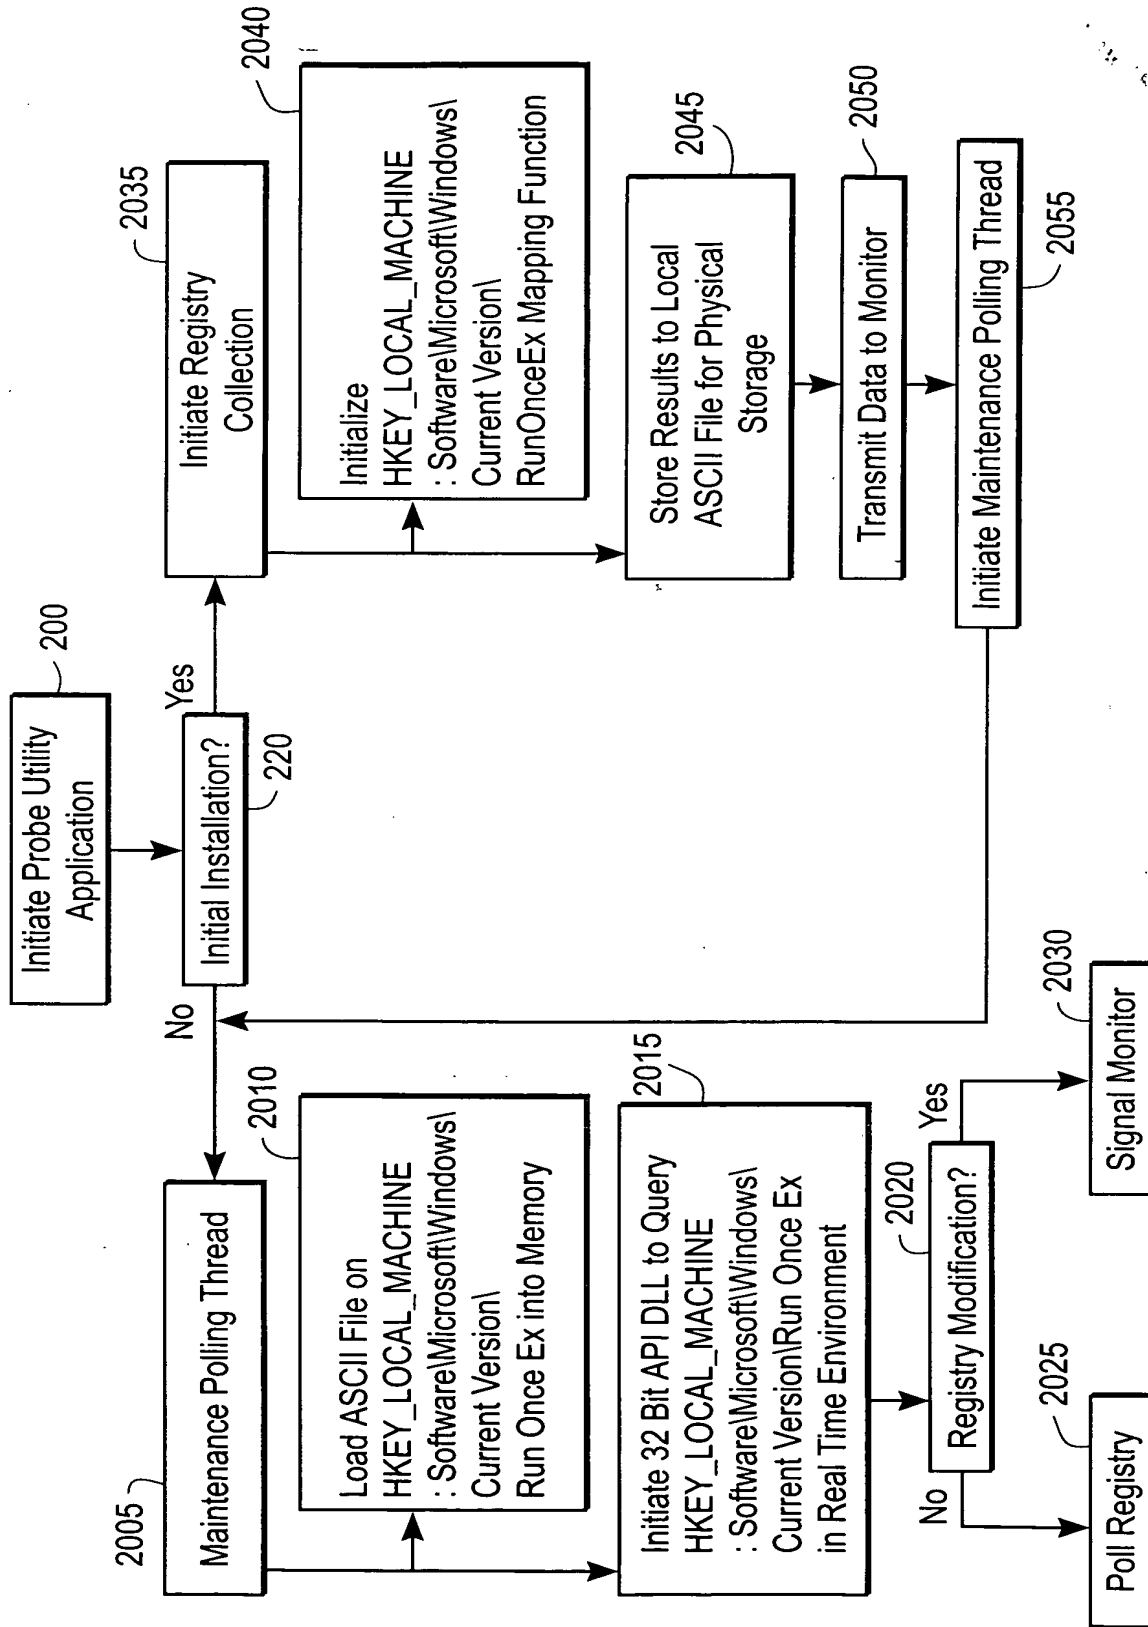 Initiate Probe Utility
Application
200
Initial Installation?
220
No
Yes
Maintenance Polling Thread
2005
Load ASCII File on
HKEY_LOCAL_MACHINE
: Software\Microsoft\Windows\
Current Version\
Run Once Ex into Memory
2010
Initiate 32 Bit API DLL to Query
HKEY_LOCAL_MACHINE
: Software\Microsoft\Windows\
Current Version\Run Once Ex
in Real Time Environment
2015
Registry Modification?
2020
No
Yes
Poll Registry
2025
Signal Monitor
2030
Initiate Registry
Collection
2035
Initialize
HKEY_LOCAL_MACHINE
: Software\Microsoft\Windows\
Current Version\
RunOnceEx Mapping Function
2040
Store Results to Local
ASCII File for Physical
Storage
2045
Transmit Data to Monitor
2050
Initiate Maintenance Polling Thread
2055